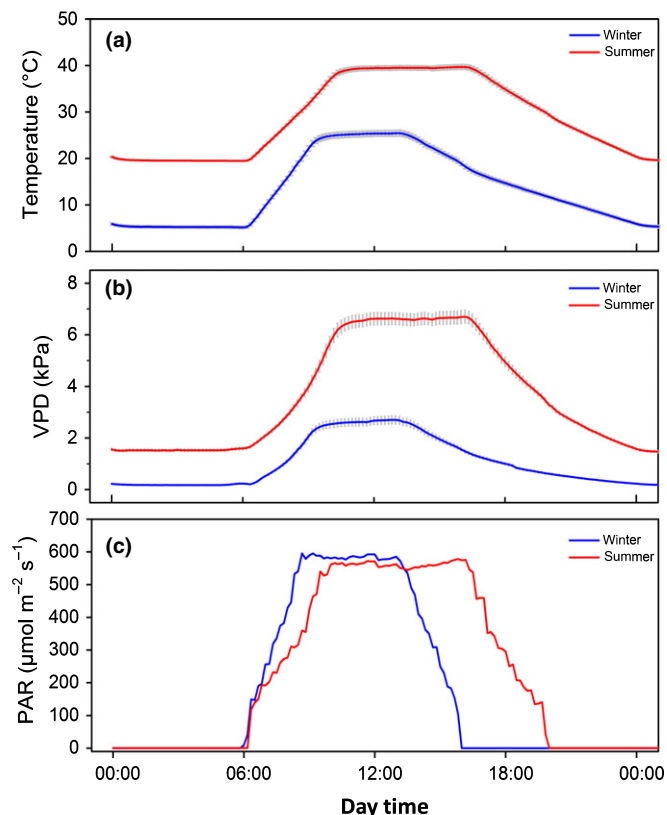 (a)
Winter
Summer
Temperature (°C)
50
40
30
20
10
0
(b)
Winter
Summer
VPD (kPa)
8
6
4
2
0
(c)
Winter
Summer
PAR (µmol m⁻² s⁻¹)
700
600
500
400
300
200
100
0
00:00 06:00 12:00 18:00 00:00
Day time